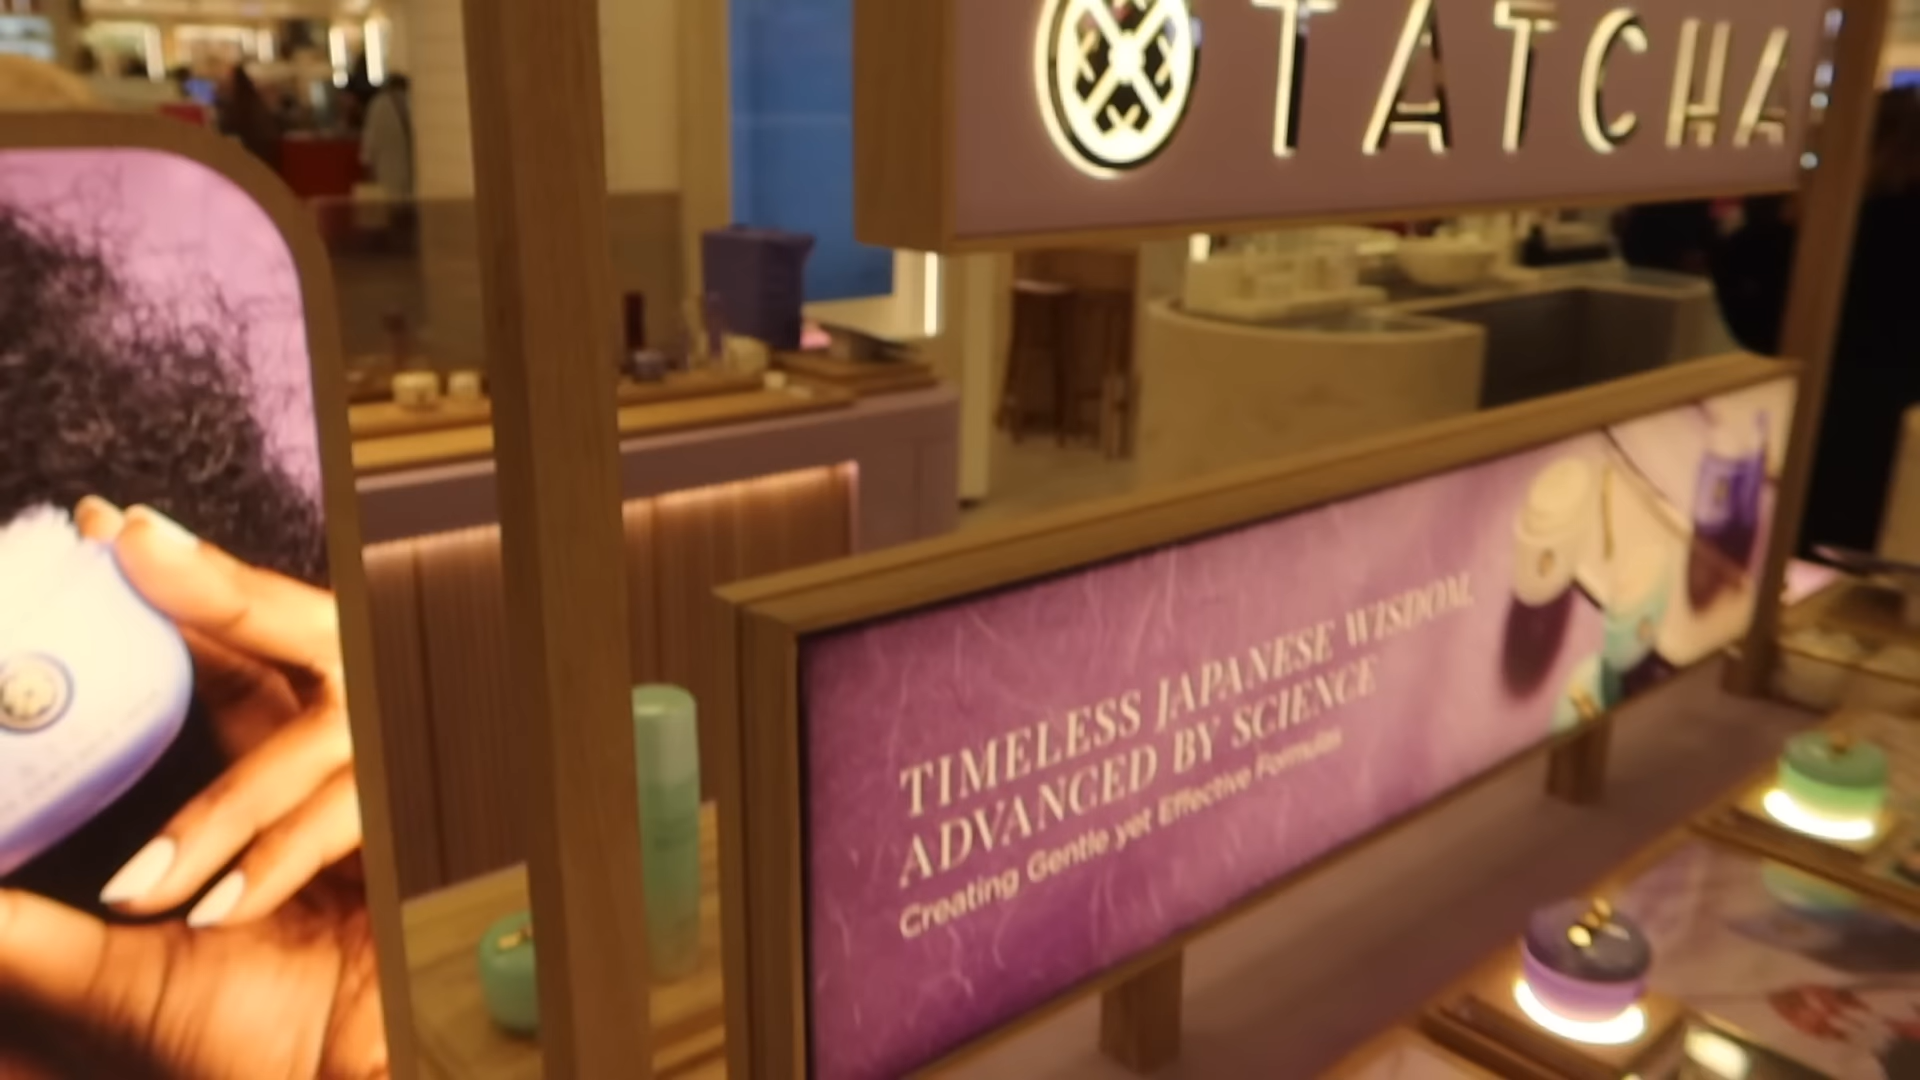 TATCHA
TIMELESS JAPANESE WISDOM,
ADVANCED BY SCIENCE
Creating Gentle yet Effective Formulas